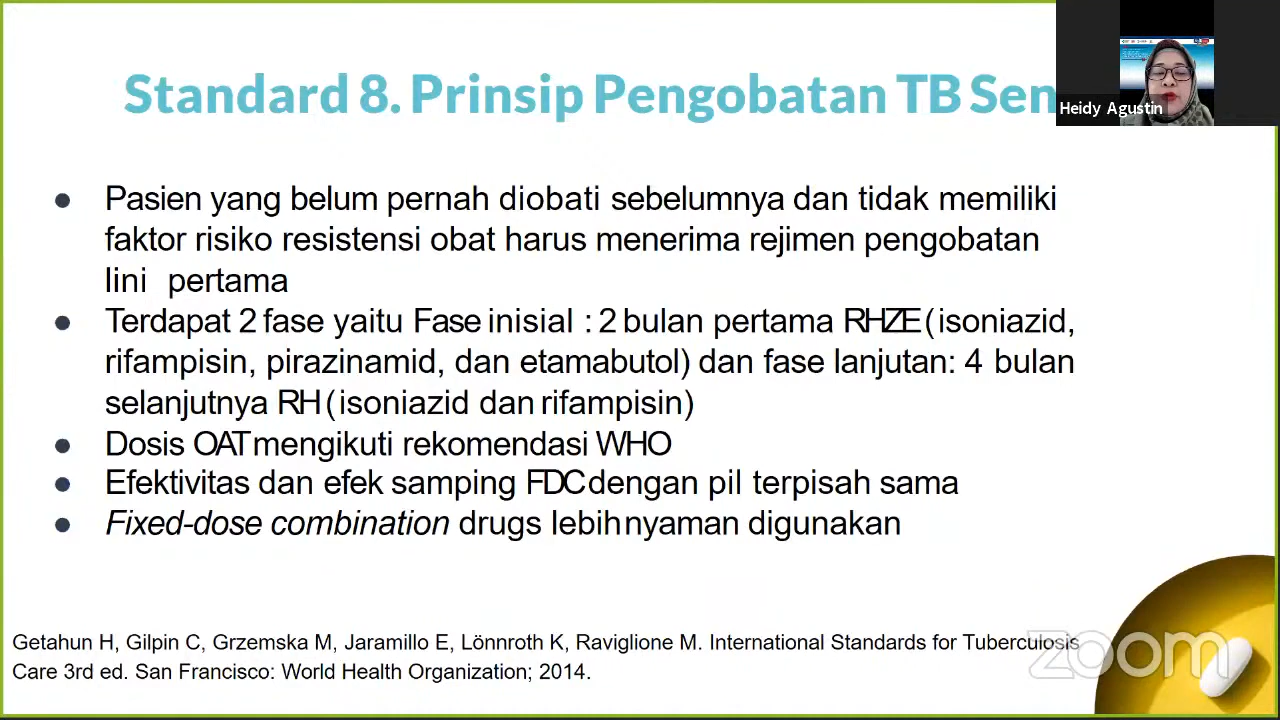 Standard 8. Prinsip Pengobatan TB Sen
Heidy Agustin
● Pasien yang belum pernah diobati sebelumnya dan tidak memiliki
faktor risiko resistensi obat harus menerima rejimen pengobatan
lini pertama
● Terdapat 2 fase yaitu Fase inisial : 2 bulan pertama RHZE (isoniazid,
rifampisin, pirazinamid, dan etambutol) dan fase lanjutan: 4 bulan
selanjutnya RH (isoniazid dan rifampisin)
● Dosis OAT mengikuti rekomendasi WHO
● Efektivitas dan efek samping FDC dengan pil terpisah sama
● Fixed-dose combination drugs lebih nyaman digunakan
Getahun H, Gilpin C, Grzemska M, Jaramillo E, Lönnroth K, Raviglione M. International Standards for Tuberculosis
Care 3rd ed. San Francisco: World Health Organization; 2014.
zoom